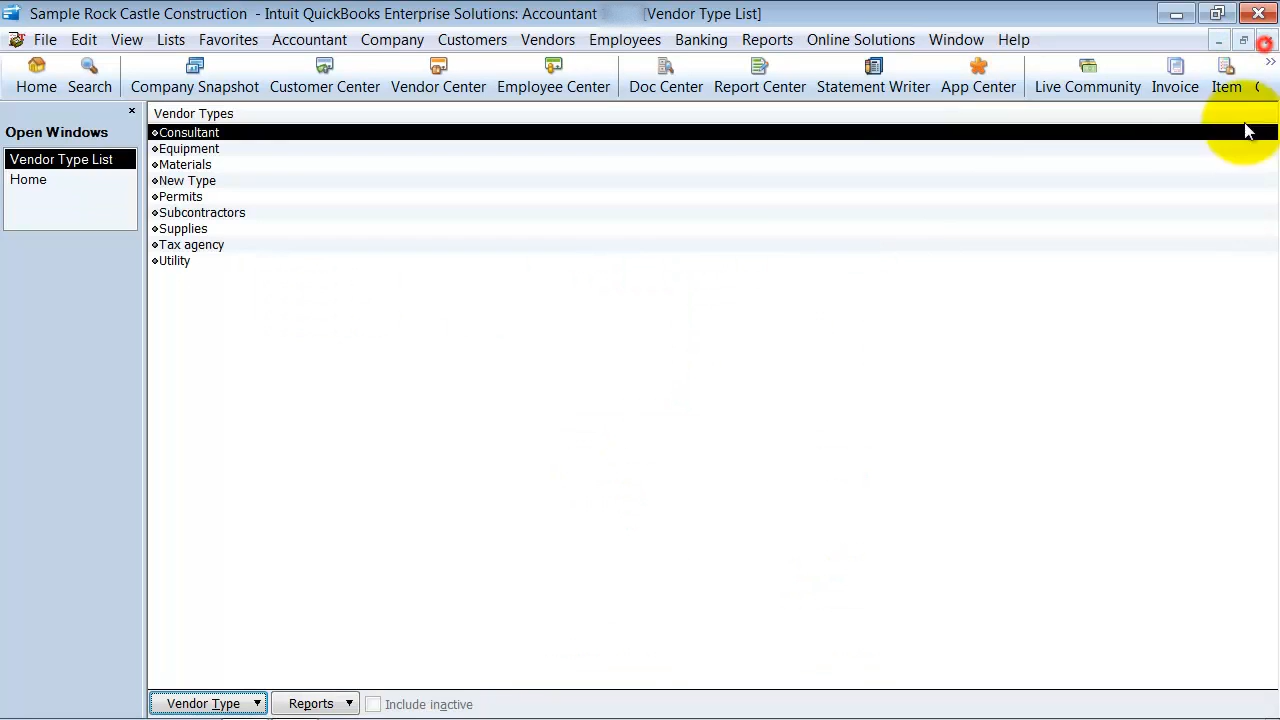 Sample Rock Castle Construction - Intuit QuickBooks Enterprise Solutions: Accountant [Vendor Type List]
File Edit View Lists Favorites Accountant Company Customers Vendors Employees Banking Reports Online Solutions Window Help
Home Search Company Snapshot Customer Center Vendor Center Employee Center Doc Center Report Center Statement Writer App Center Live Community Invoice Item
Open Windows
Vendor Type List
Home
Vendor Types
Consultant
Equipment
Materials
New Type
Permits
Subcontractors
Supplies
Tax agency
Utility
Vendor Type Reports Include inactive